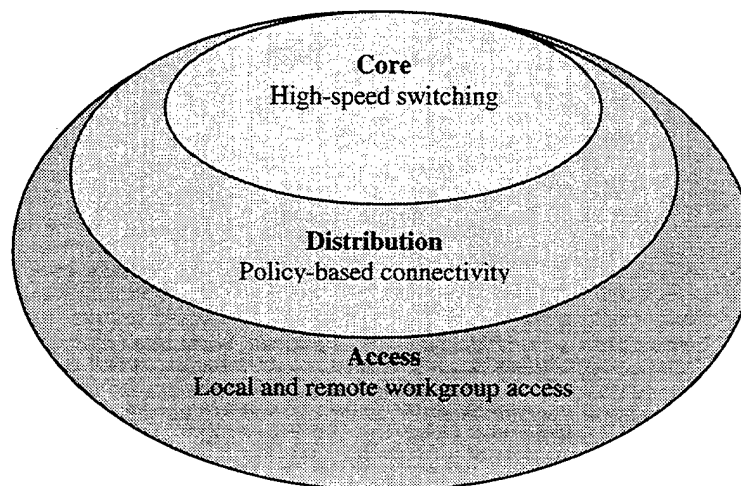 Core
High-speed switching
Distribution
Policy-based connectivity
Access
Local and remote workgroup access